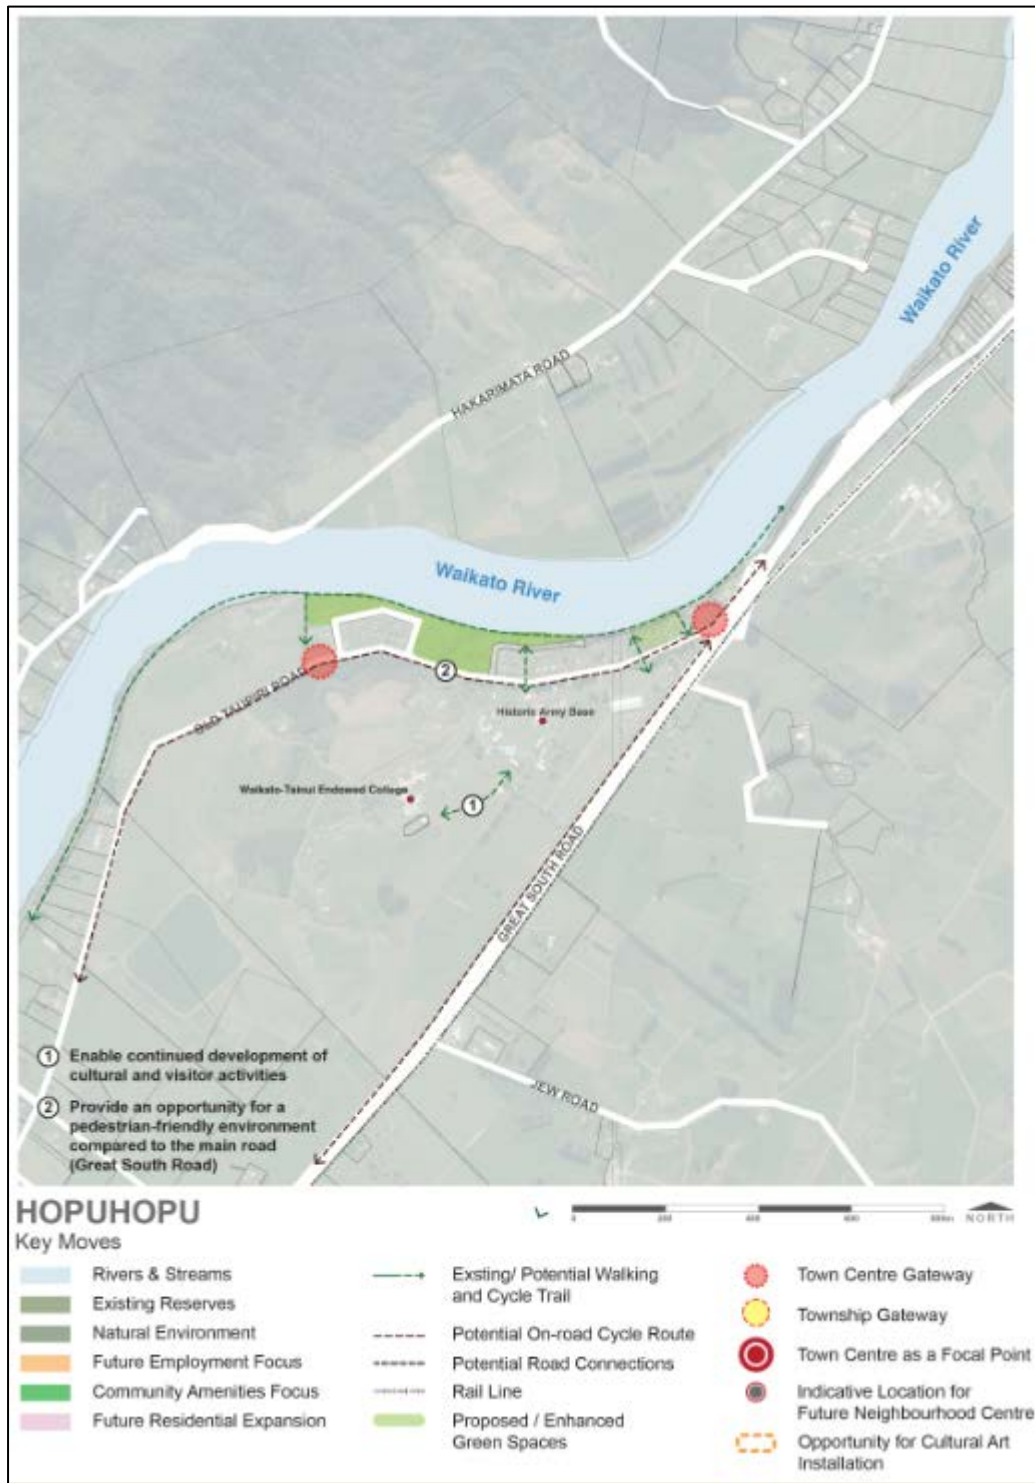 Waikato River
HAKARIMATA ROAD
Waikato River
2
OLD TAUPIRI ROAD
Historic Army Base
Waikato-Tainui Endowed College
1
GREAT SOUTH ROAD
JEW ROAD
1 Enable continued development of
cultural and visitor activities
2 Provide an opportunity for a
pedestrian-friendly environment
compared to the main road
(Great South Road)
HOPUHOPU
Key Moves
0 200 400 600 800m
NORTH
Rivers & Streams
Existing Reserves
Natural Environment
Future Employment Focus
Community Amenities Focus
Future Residential Expansion
Exsting/ Potential Walking
and Cycle Trail
Potential On-road Cycle Route
Potential Road Connections
Rail Line
Proposed / Enhanced
Green Spaces
Town Centre Gateway
Township Gateway
Town Centre as a Focal Point
Indicative Location for
Future Neighbourhood Centre
Opportunity for Cultural Art
Installation